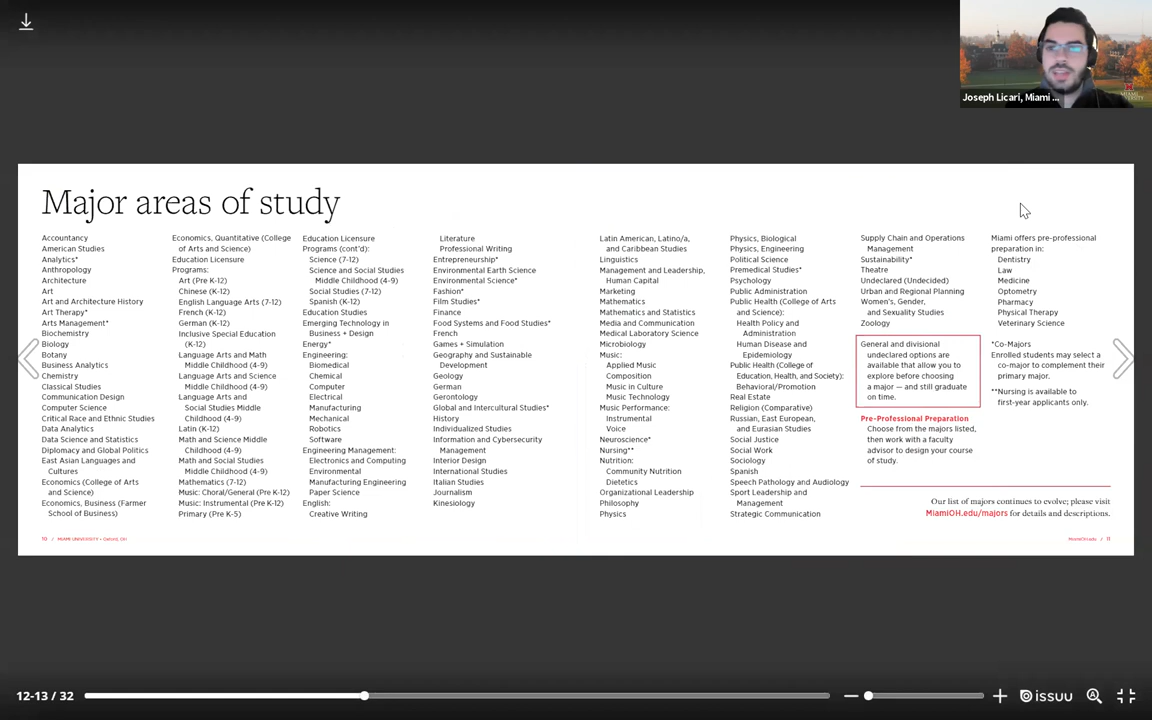 Joseph Licari, Miami ...
Major areas of study
Accountancy
American Studies
Analytics*
Anthropology
Architecture
Art
Art and Architecture History
Art Therapy*
Arts Management*
Biochemistry
Biology
Botany
Business Analytics
Chemistry
Classical Studies
Communication Design
Computer Science
Critical Race and Ethnic Studies
Data Analytics
Data Science and Statistics
Diplomacy and Global Politics
East Asian Languages and
Cultures
Economics (College of Arts
and Science)
Economics, Business (Farmer
School of Business)
Economics, Quantitative (College
of Arts and Science)
Education Licensure
Programs:
Art (Pre K-12)
Chinese (K-12)
English Language Arts (7-12)
French (K-12)
German (K-12)
Inclusive Special Education
(K-12)
Language Arts and Math
Middle Childhood (4-9)
Language Arts and Science
Middle Childhood (4-9)
Language Arts and
Social Studies Middle
Childhood (4-9)
Latin (K-12)
Math and Science Middle
Childhood (4-9)
Math and Social Studies
Middle Childhood (4-9)
Mathematics (7-12)
Music: Choral/General (Pre K-12)
Music: Instrumental (Pre K-12)
Primary (Pre K-5)
Education Licensure
Programs (cont'd):
Science (7-12)
Science and Social Studies
Middle Childhood (4-9)
Social Studies (7-12)
Spanish (K-12)
Education Studies
Emerging Technology in
Business + Design
Energy*
Engineering:
Biomedical
Chemical
Computer
Electrical
Manufacturing
Mechanical
Robotics
Software
Engineering Management:
Electronics and Computing
Environmental
Manufacturing Engineering
Paper Science
English:
Creative Writing
Literature
Professional Writing
Entrepreneurship*
Environmental Earth Science
Environmental Science*
Fashion*
Film Studies*
Finance
Food Systems and Food Studies*
French
Games + Simulation
Geography and Sustainable
Development
Geology
German
Gerontology
Global and Intercultural Studies*
History
Individualized Studies
Information and Cybersecurity
Management
Interior Design
International Studies
Italian Studies
Journalism
Kinesiology
Latin American, Latino/a,
and Caribbean Studies
Linguistics
Management and Leadership,
Human Capital
Marketing
Mathematics
Mathematics and Statistics
Media and Communication
Medical Laboratory Science
Microbiology
Music:
Applied Music
Composition
Music in Culture
Music Technology
Music Performance:
Instrumental
Voice
Neuroscience*
Nursing**
Nutrition:
Community Nutrition
Dietetics
Organizational Leadership
Philosophy
Physics
Physics, Biological
Physics, Engineering
Political Science
Premedical Studies*
Psychology
Public Administration
Public Health (College of Arts
and Science):
Health Policy and
Administration
Human Disease and
Epidemiology
Public Health (College of
Education, Health, and Society):
Behavioral/Promotion
Real Estate
Religion (Comparative)
Russian, East European,
and Eurasian Studies
Social Justice
Social Work
Sociology
Spanish
Speech Pathology and Audiology
Sport Leadership and
Management
Strategic Communication
Supply Chain and Operations
Management
Sustainability*
Theatre
Undeclared (Undecided)
Urban and Regional Planning
Women's, Gender,
and Sexuality Studies
Zoology
General and divisional
undeclared options are
available that allow you to
explore before choosing
a major — and still graduate
on time.
Pre-Professional Preparation
Choose from the majors listed,
then work with a faculty
advisor to design your course
of study.
Miami offers pre-professional
preparation in:
Dentistry
Law
Medicine
Optometry
Pharmacy
Physical Therapy
Veterinary Science
*Co-Majors
Enrolled students may select a
co-major to complement their
primary major.
**Nursing is available to
first-year applicants only.
Our list of majors continues to evolve; please visit
MiamiOH.edu/majors for details and descriptions.
10 / MIAMI UNIVERSITY • Oxford, OH
MiamiOH.edu / 11
12-13 / 32
issuu